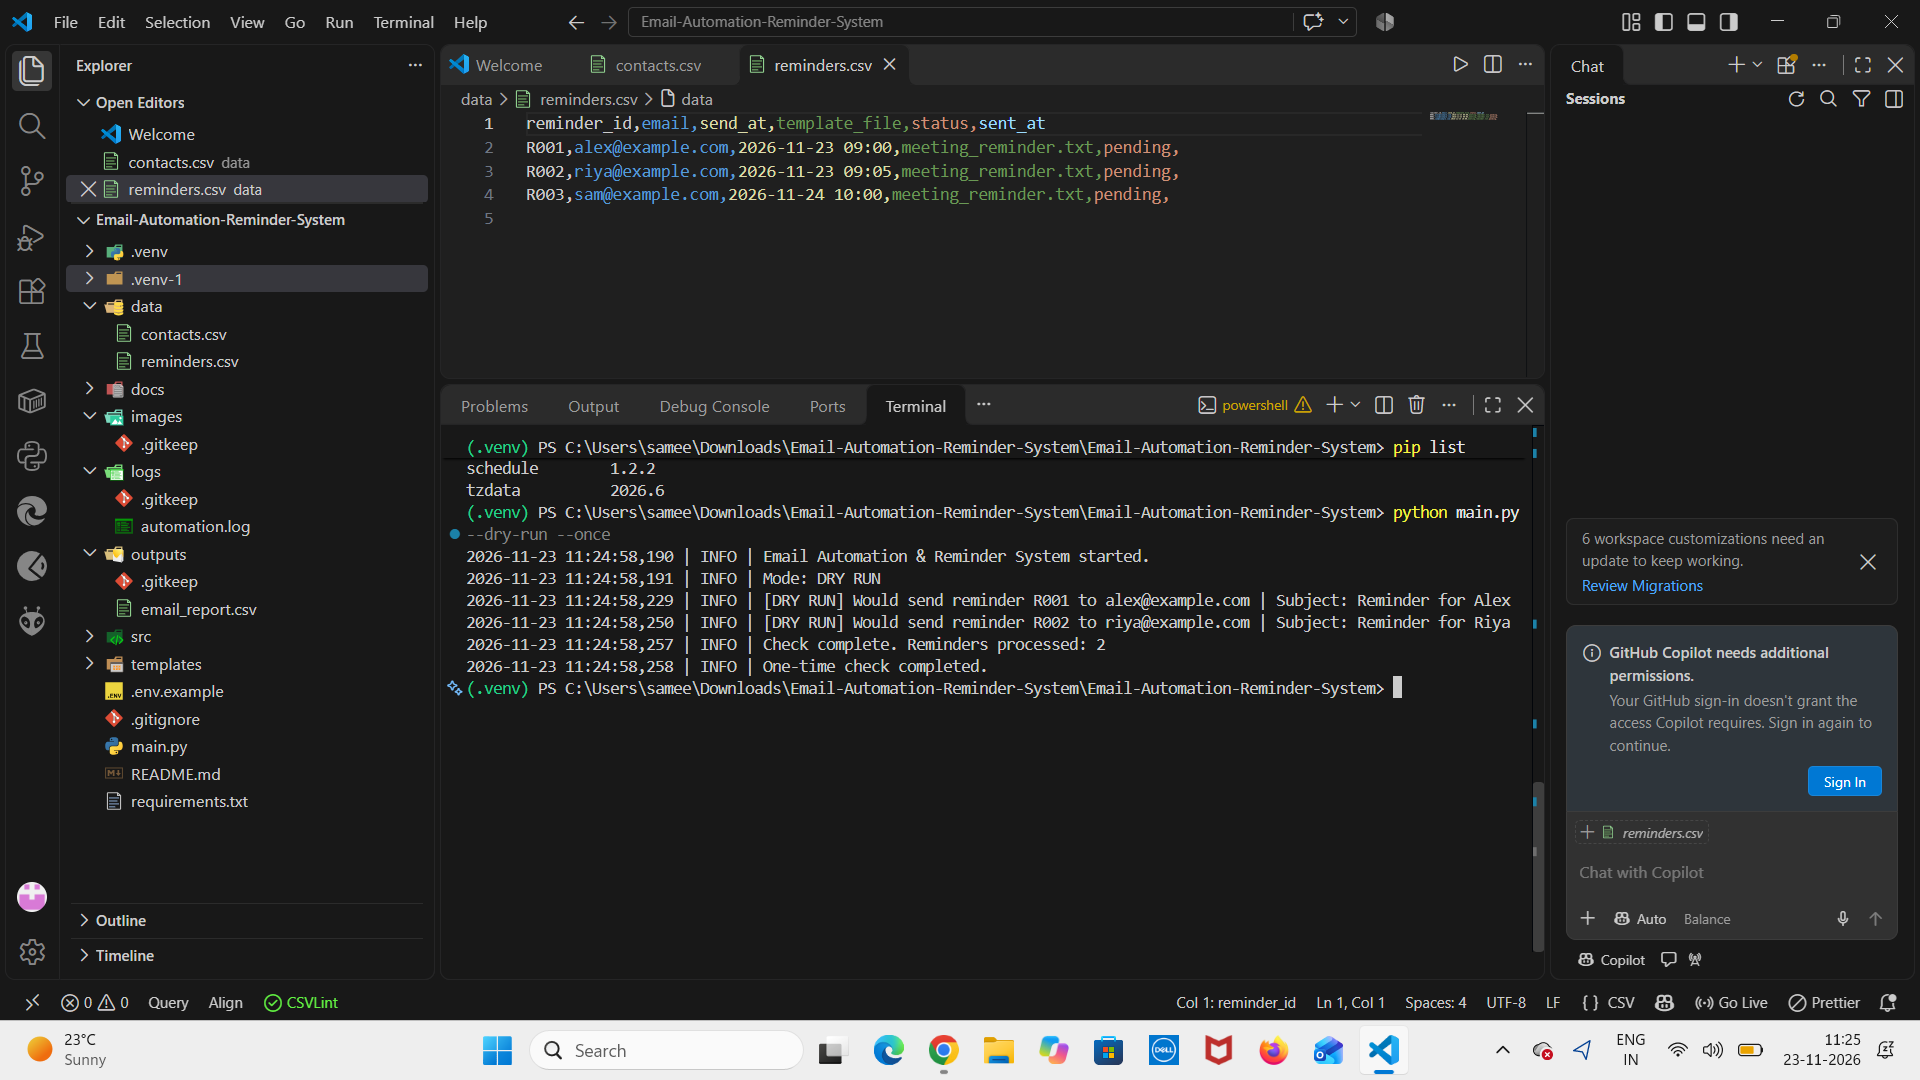 File Edit Selection View Go Run Terminal Help
Email-Automation-Reminder-System
Explorer
Open Editors
Welcome
contacts.csv data
reminders.csv data
Email-Automation-Reminder-System
.venv
.venv-1
data
contacts.csv
reminders.csv
docs
images
.gitkeep
logs
.gitkeep
automation.log
outputs
.gitkeep
email_report.csv
src
templates
.env.example
.gitignore
main.py
README.md
requirements.txt
Outline
Timeline
Welcome contacts.csv reminders.csv
data > reminders.csv > data
1 reminder_id,email,send_at,template_file,status,sent_at
2 R001,alex@example.com,2026-11-23 09:00,meeting_reminder.txt,pending,
3 R002,riya@example.com,2026-11-23 09:05,meeting_reminder.txt,pending,
4 R003,sam@example.com,2026-11-24 10:00,meeting_reminder.txt,pending,
5
Problems Output Debug Console Ports Terminal
powershell
(.venv) PS C:\Users\samee\Downloads\Email-Automation-Reminder-System\Email-Automation-Reminder-System> pip list
schedule 1.2.2
tzdata 2026.6
(.venv) PS C:\Users\samee\Downloads\Email-Automation-Reminder-System\Email-Automation-Reminder-System> python main.py
--dry-run --once
2026-11-23 11:24:58,190 | INFO | Email Automation & Reminder System started.
2026-11-23 11:24:58,191 | INFO | Mode: DRY RUN
2026-11-23 11:24:58,229 | INFO | [DRY RUN] Would send reminder R001 to alex@example.com | Subject: Reminder for Alex
2026-11-23 11:24:58,250 | INFO | [DRY RUN] Would send reminder R002 to riya@example.com | Subject: Reminder for Riya
2026-11-23 11:24:58,257 | INFO | Check complete. Reminders processed: 2
2026-11-23 11:24:58,258 | INFO | One-time check completed.
(.venv) PS C:\Users\samee\Downloads\Email-Automation-Reminder-System\Email-Automation-Reminder-System>
Chat
Sessions
6 workspace customizations need an
update to keep working.
Review Migrations
GitHub Copilot needs additional
permissions.
Your GitHub sign-in doesn't grant the
access Copilot requires. Sign in again to
continue.
Sign In
reminders.csv
Chat with Copilot
Auto Balance
Copilot
0 0 Query Align CSVLint
Col 1: reminder_id Ln 1, Col 1 Spaces: 4 UTF-8 LF { } CSV Go Live Prettier
23°C
Sunny
Search
DELL
ENG
IN
11:25
23-11-2026